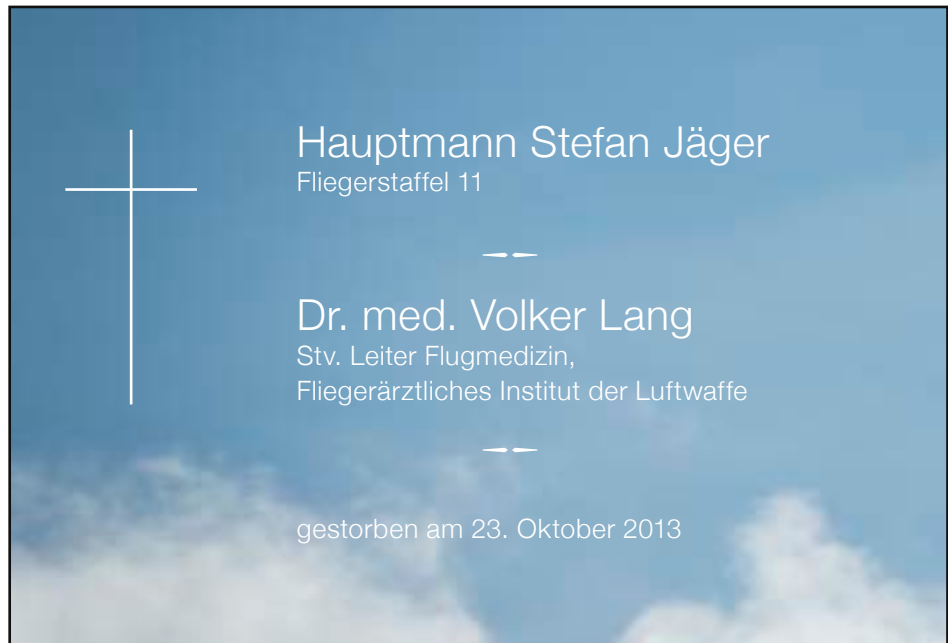 Hauptmann Stefan Jäger
Fliegerstaffel 11
Dr. med. Volker Lang
Stv. Leiter Flugmedizin,
Fliegerärztliches Institut der Luftwaffe
gestorben am 23. Oktober 2013